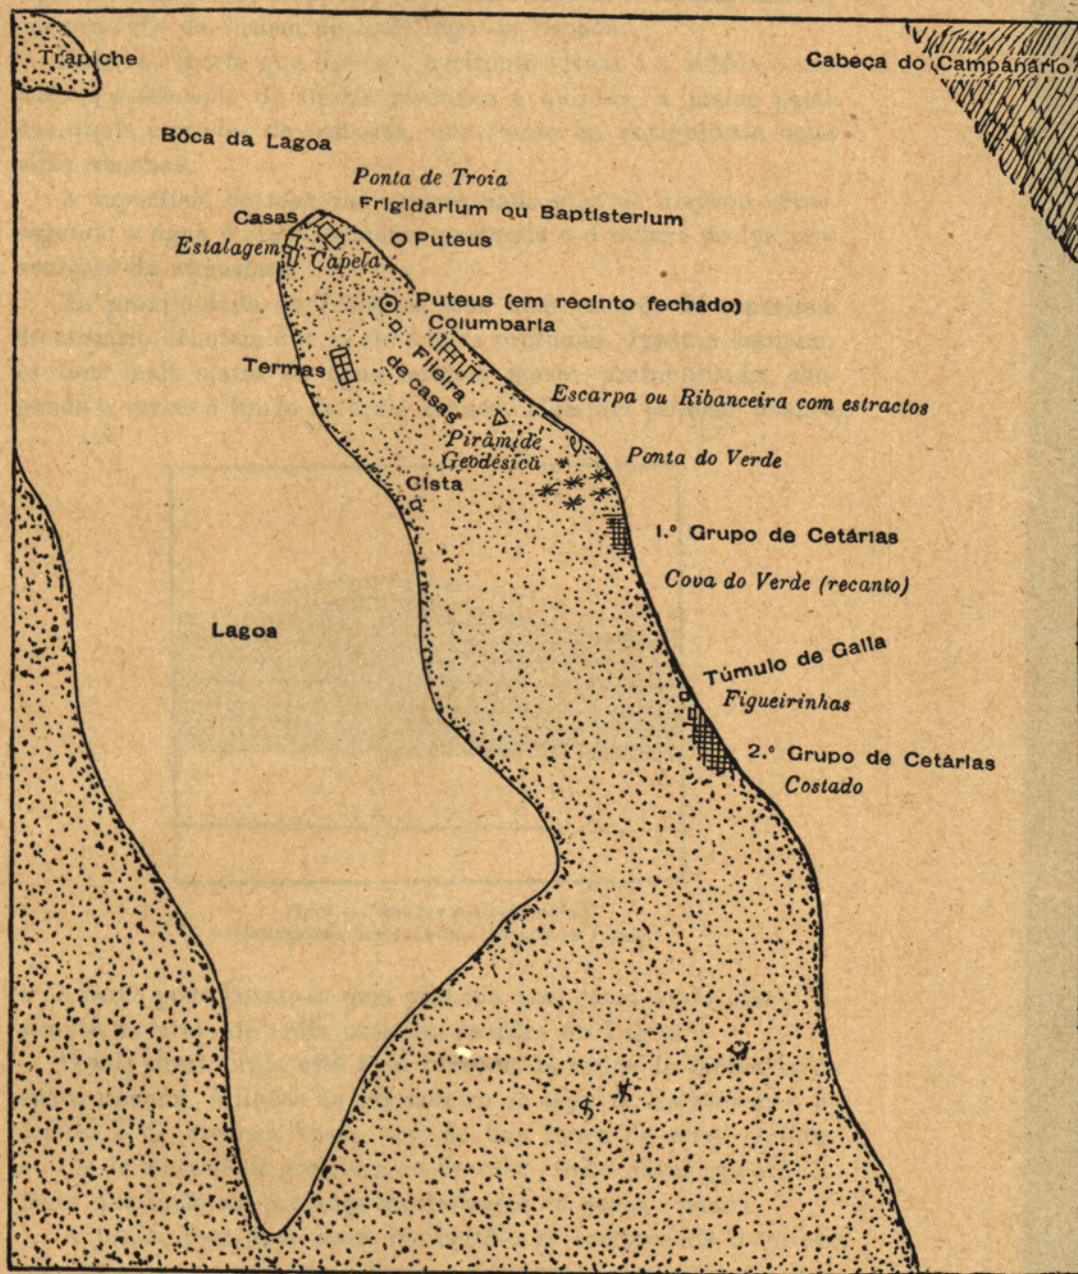 Trapiche
Cabeça do Campanário
Bôca da Lagoa
Ponta de Troia
Frigidarium ou Baptisterium
Casas
Puteus
Estalagem
Capela
Puteus (em recinto fechado)
Columbaria
Termas
Fileira
de casas
Escarpa ou Ribanceira com estractos
Pirâmide
Geodésica
Ponta do Verde
Cista
1.º Grupo de Cetárias
Cova do Verde (recanto)
Lagoa
Túmulo de Galla
Figueirinhas
2.º Grupo de Cetárias
Costado